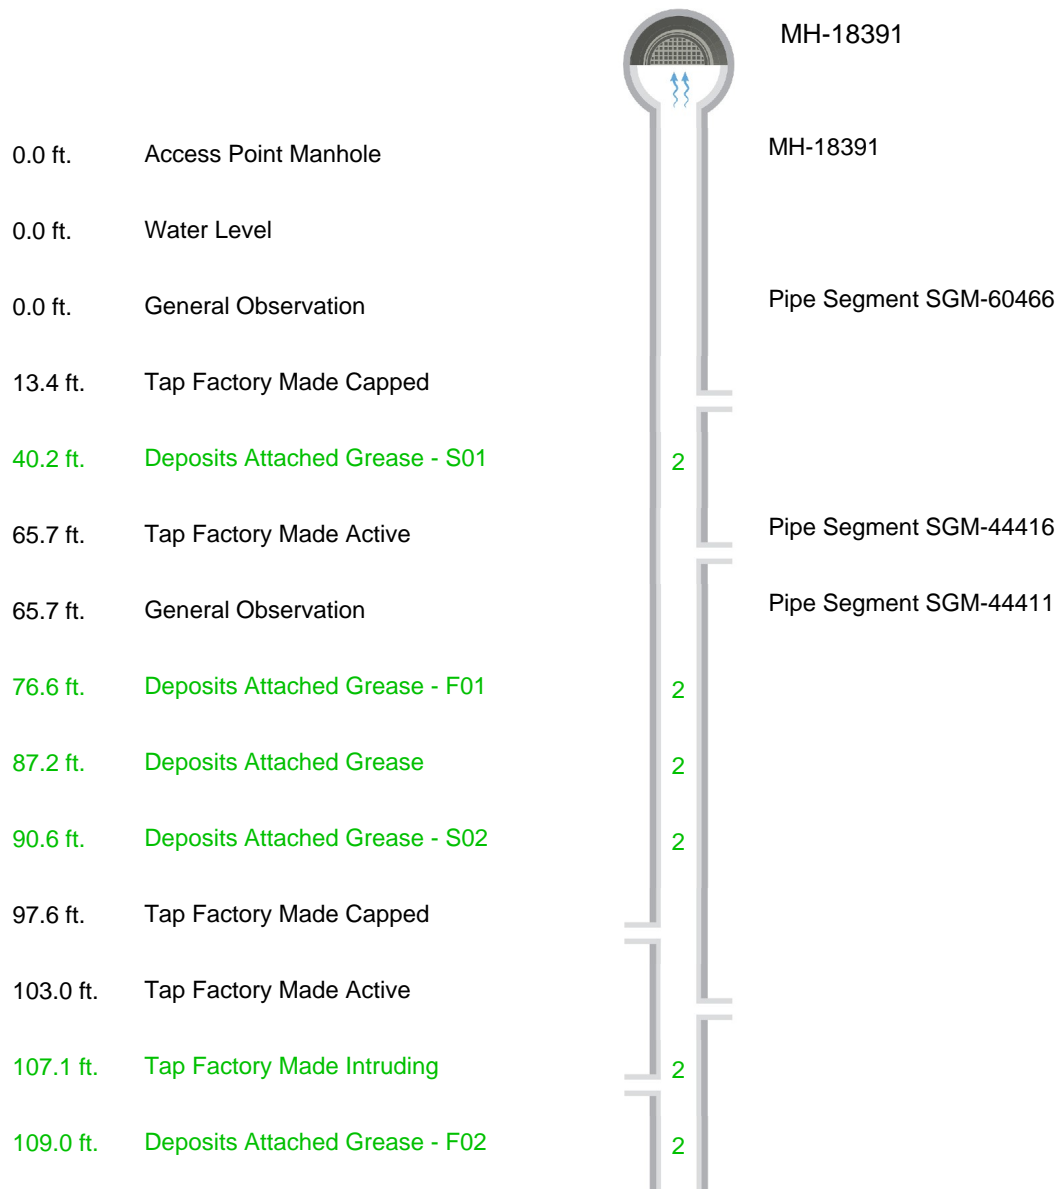 MH-18391
0.0 ft. Access Point Manhole MH-18391
0.0 ft. Water Level
0.0 ft. General Observation Pipe Segment SGM-60466
13.4 ft. Tap Factory Made Capped
40.2 ft. Deposits Attached Grease - S01 2
65.7 ft. Tap Factory Made Active Pipe Segment SGM-44416
65.7 ft. General Observation Pipe Segment SGM-44411
76.6 ft. Deposits Attached Grease - F01 2
87.2 ft. Deposits Attached Grease 2
90.6 ft. Deposits Attached Grease - S02 2
97.6 ft. Tap Factory Made Capped
103.0 ft. Tap Factory Made Active
107.1 ft. Tap Factory Made Intruding 2
109.0 ft. Deposits Attached Grease - F02 2